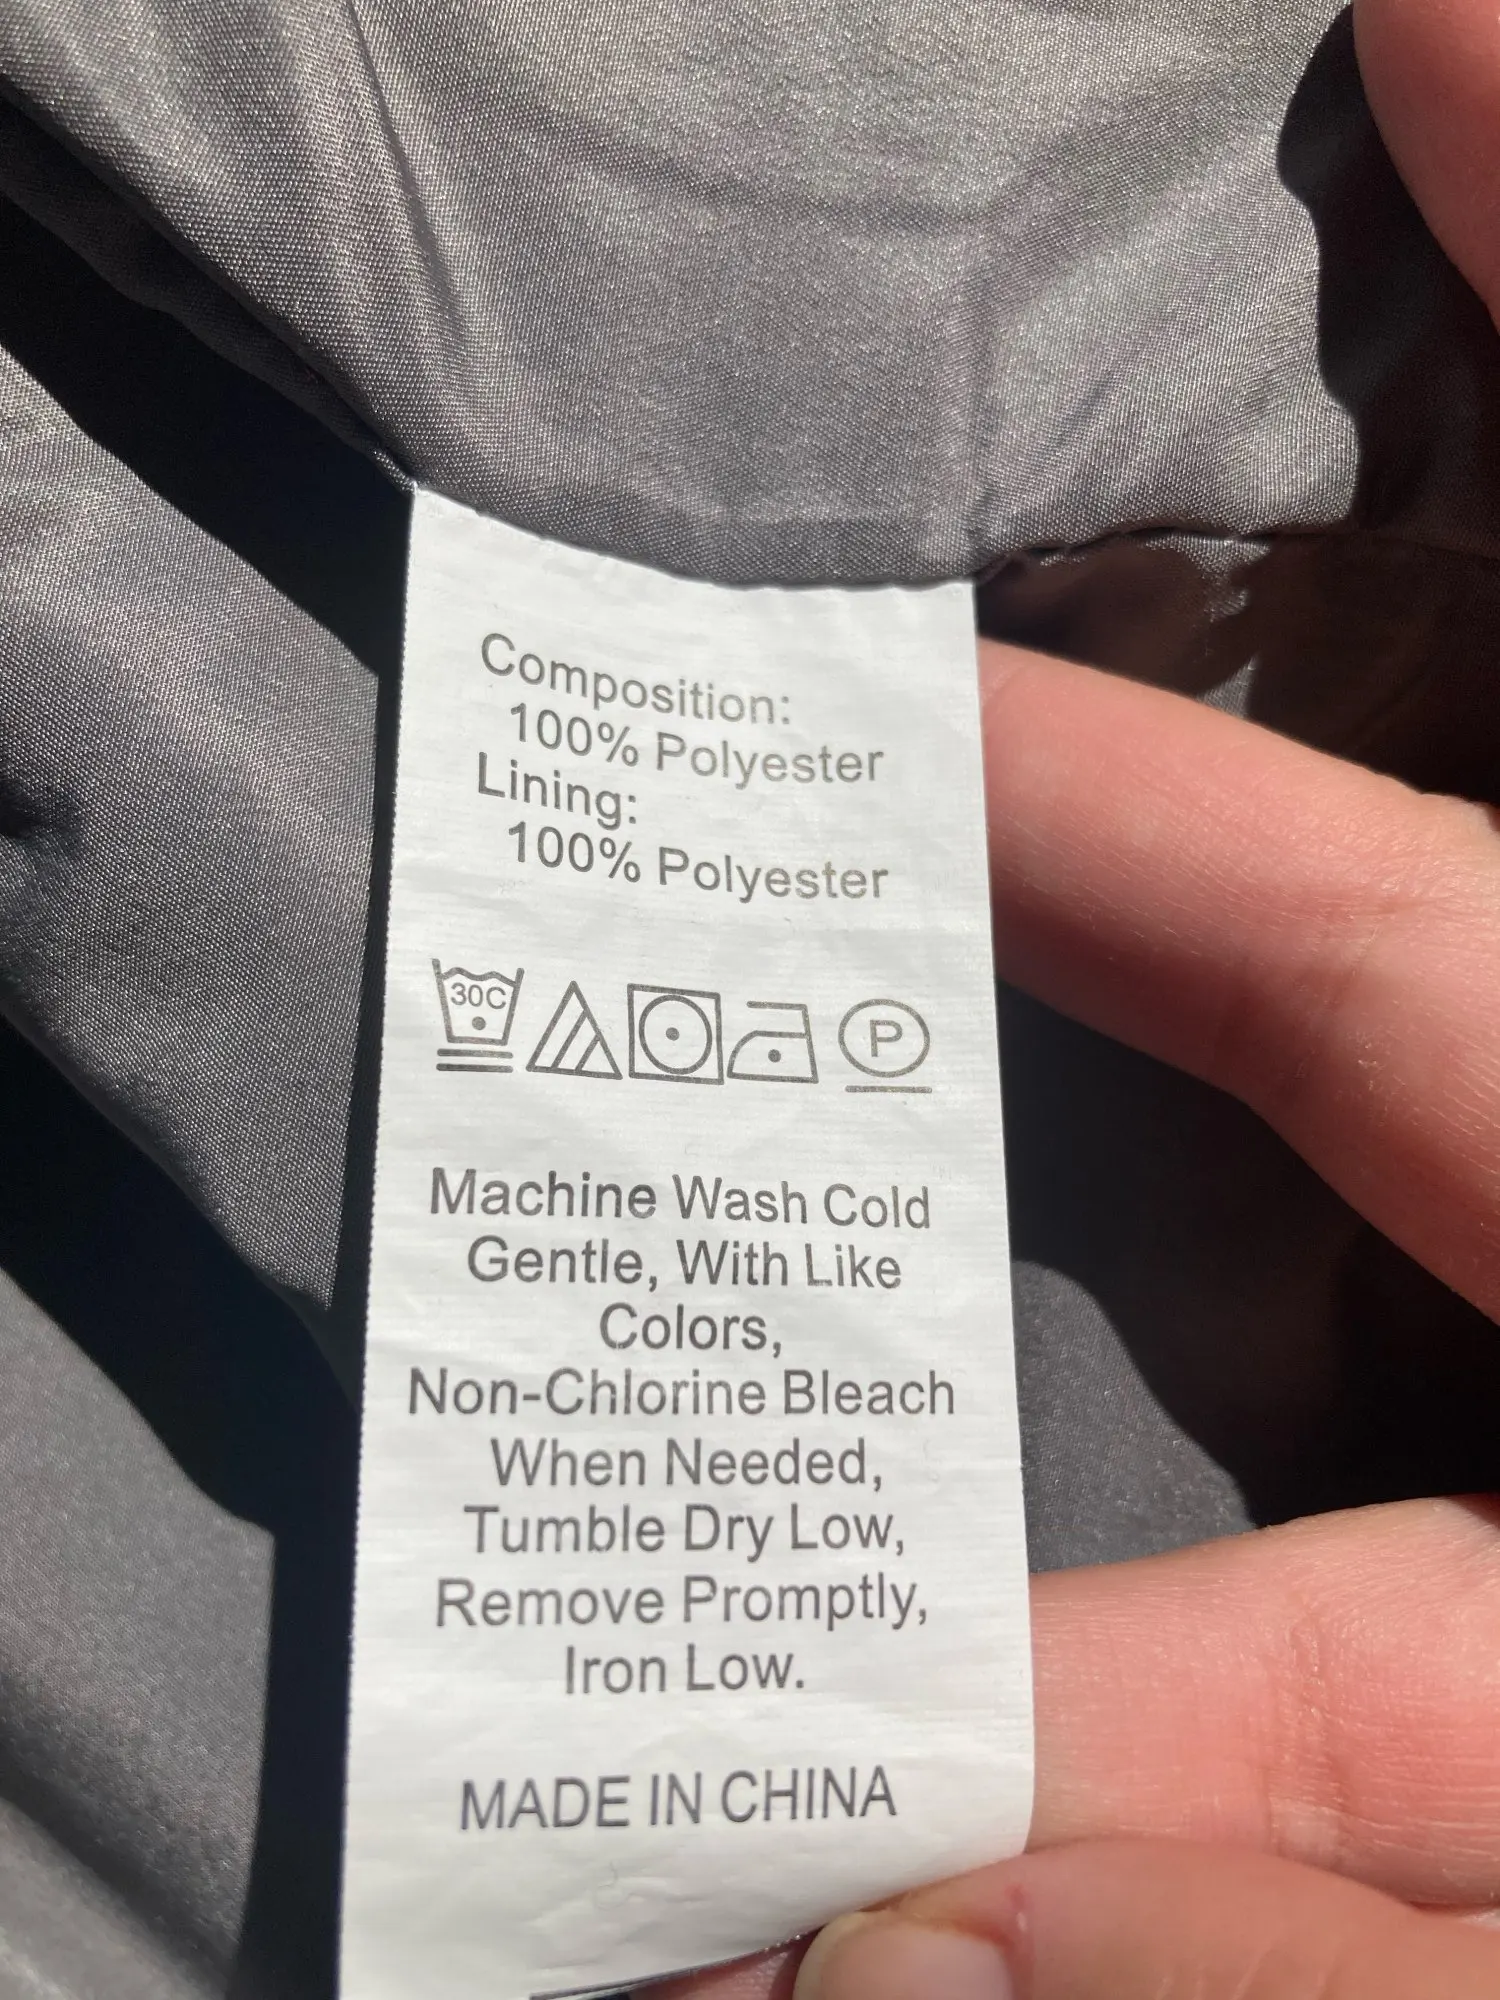 Composition:
100% Polyester
Lining:
100% Polyester
30C P
Machine Wash Cold
Gentle, With Like
Colors,
Non-Chlorine Bleach
When Needed,
Tumble Dry Low,
Remove Promptly,
Iron Low.
MADE IN CHINA